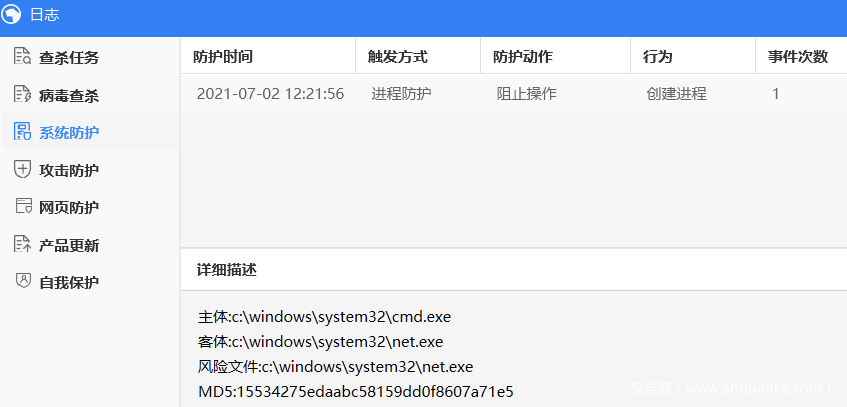 日志
查杀任务
病毒查杀
系统防护
攻击防护
网页防护
产品更新
自我保护
防护时间 触发方式 防护动作 行为 事件次数
2021-07-02 12:21:56 进程防护 阻止操作 创建进程 1
详细描述
主体:c:\windows\system32\cmd.exe
客体:c:\windows\system32\net.exe
风险文件:c:\windows\system32\net.exe
MD5:15534275edaabc58159dd0f8607a71e5
安全客 ( www.anquanke.com )